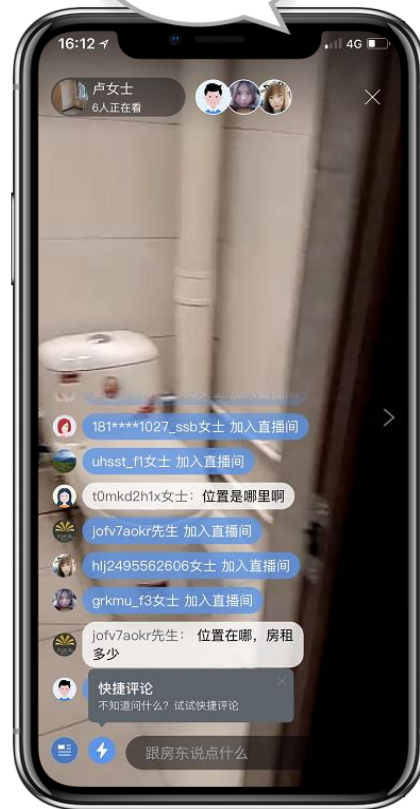 16:12
4G
卢女士
6人正在看
181****1027_ssb女士 加入直播间
uhsst_f1女士 加入直播间
t0mkd2h1x女士：位置是哪里啊
jofv7aokr先生 加入直播间
hlj2495562606女士 加入直播间
grkmu_f3女士 加入直播间
jofv7aokr先生： 位置在哪，房租
多少
快捷评论
不知道问什么？试试快捷评论
跟房东说点什么